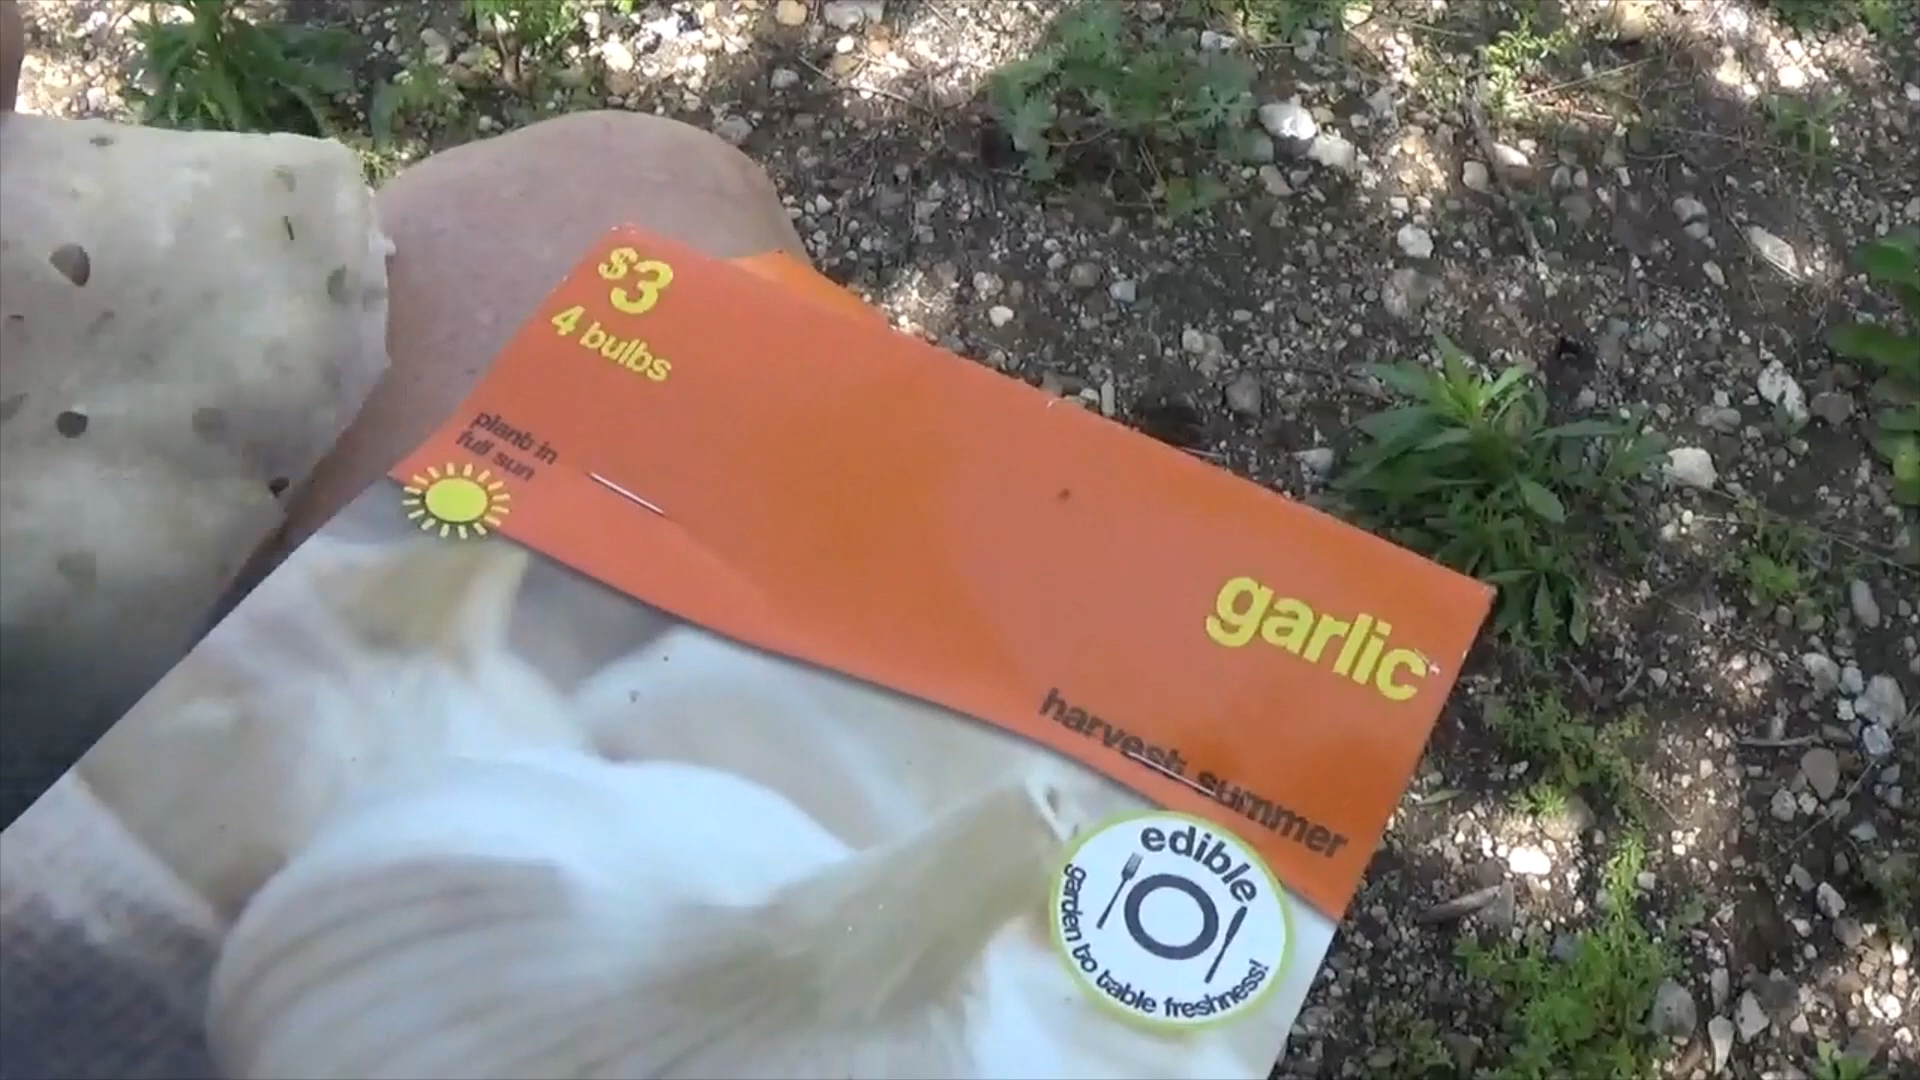 $3
4 bulbs
plant in
full sun
garlic
harvest: summer
edible
garden to table freshness!